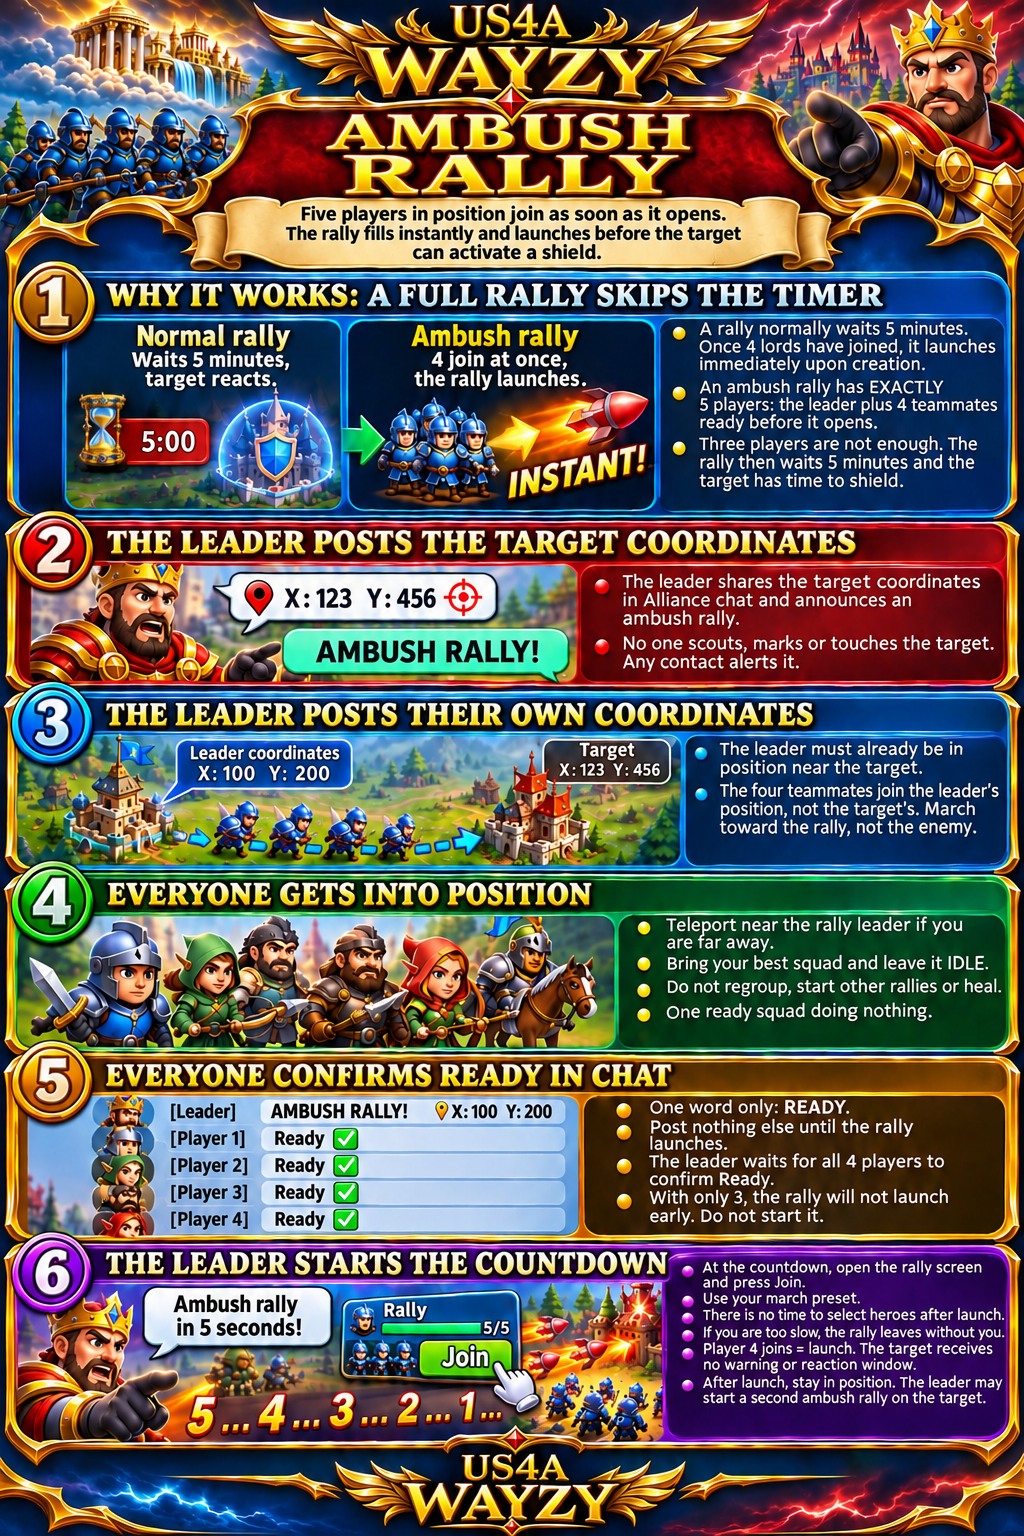 US4A
WAYZY
AMBUSH
RALLY
Five players in position join as soon as it opens.
The rally fills instantly and launches before the target
can activate a shield.
1
WHY IT WORKS: A FULL RALLY SKIPS THE TIMER
Normal rally
Waits 5 minutes,
target reacts.
5:00
Ambush rally
4 join at once,
the rally launches.
INSTANT!
A rally normally waits 5 minutes.
Once 4 lords have joined, it launches
immediately upon creation.
An ambush rally has EXACTLY
5 players: the leader plus 4 teammates
ready before it opens.
Three players are not enough. The
rally then waits 5 minutes and the
target has time to shield.
2
THE LEADER POSTS THE TARGET COORDINATES
X: 123 Y: 456
AMBUSH RALLY!
The leader shares the target coordinates
in Alliance chat and announces an
ambush rally.
No one scouts, marks or touches the target.
Any contact alerts it.
3
THE LEADER POSTS THEIR OWN COORDINATES
Leader coordinates
X: 100 Y: 200
Target
X: 123 Y: 456
The leader must already be in
position near the target.
The four teammates join the leader's
position, not the target's. March
toward the rally, not the enemy.
4
EVERYONE GETS INTO POSITION
Teleport near the rally leader if you
are far away.
Bring your best squad and leave it IDLE.
Do not regroup, start other rallies or heal.
One ready squad doing nothing.
5
EVERYONE CONFIRMS READY IN CHAT
[Leader] AMBUSH RALLY! X: 100 Y: 200
[Player 1] Ready
[Player 2] Ready
[Player 3] Ready
[Player 4] Ready
One word only: READY.
Post nothing else until the rally
launches.
The leader waits for all 4 players to
confirm Ready.
With only 3, the rally will not launch
early. Do not start it.
6
THE LEADER STARTS THE COUNTDOWN
Ambush rally
in 5 seconds!
Rally
5/5
Join
5... 4... 3... 2... 1...
At the countdown, open the rally screen
and press Join.
Use your march preset.
There is no time to select heroes after launch.
If you are too slow, the rally leaves without you.
Player 4 joins = launch. The target receives
no warning or reaction window.
After launch, stay in position. The leader may
start a second ambush rally on the target.
US4A
WAYZY